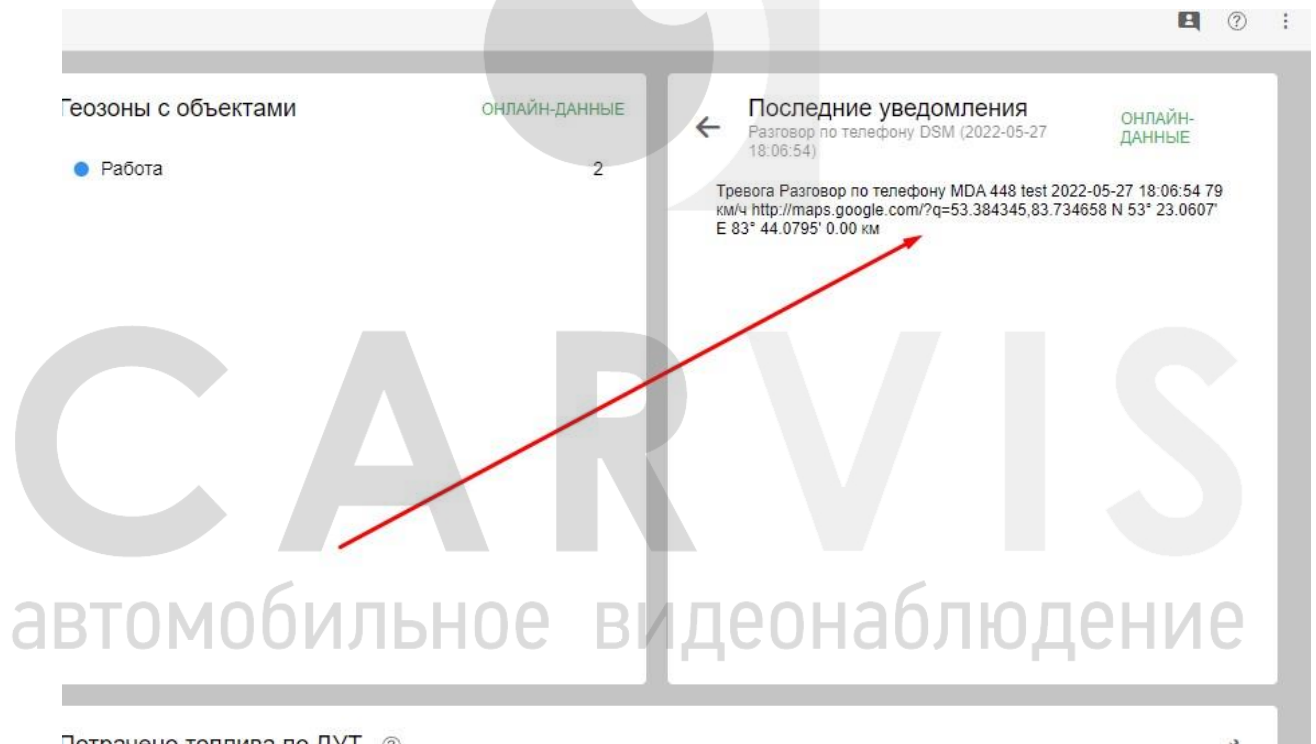 Геозоны с объектами
ОНЛАЙН-ДАННЫЕ
Работа
2
Последние уведомления
Разговор по телефону DSM (2022-05-27
18:06:54)
ОНЛАЙН-
ДАННЫЕ
Тревога Разговор по телефону MDA 448 test 2022-05-27 18:06:54 79
км/ч http://maps.google.com/?q=53.384345,83.734658 N 53° 23.0607'
E 83° 44.0795' 0.00 км
CARVIS
автомобильное видеонаблюдение
Потрачено топлива по ДУТ